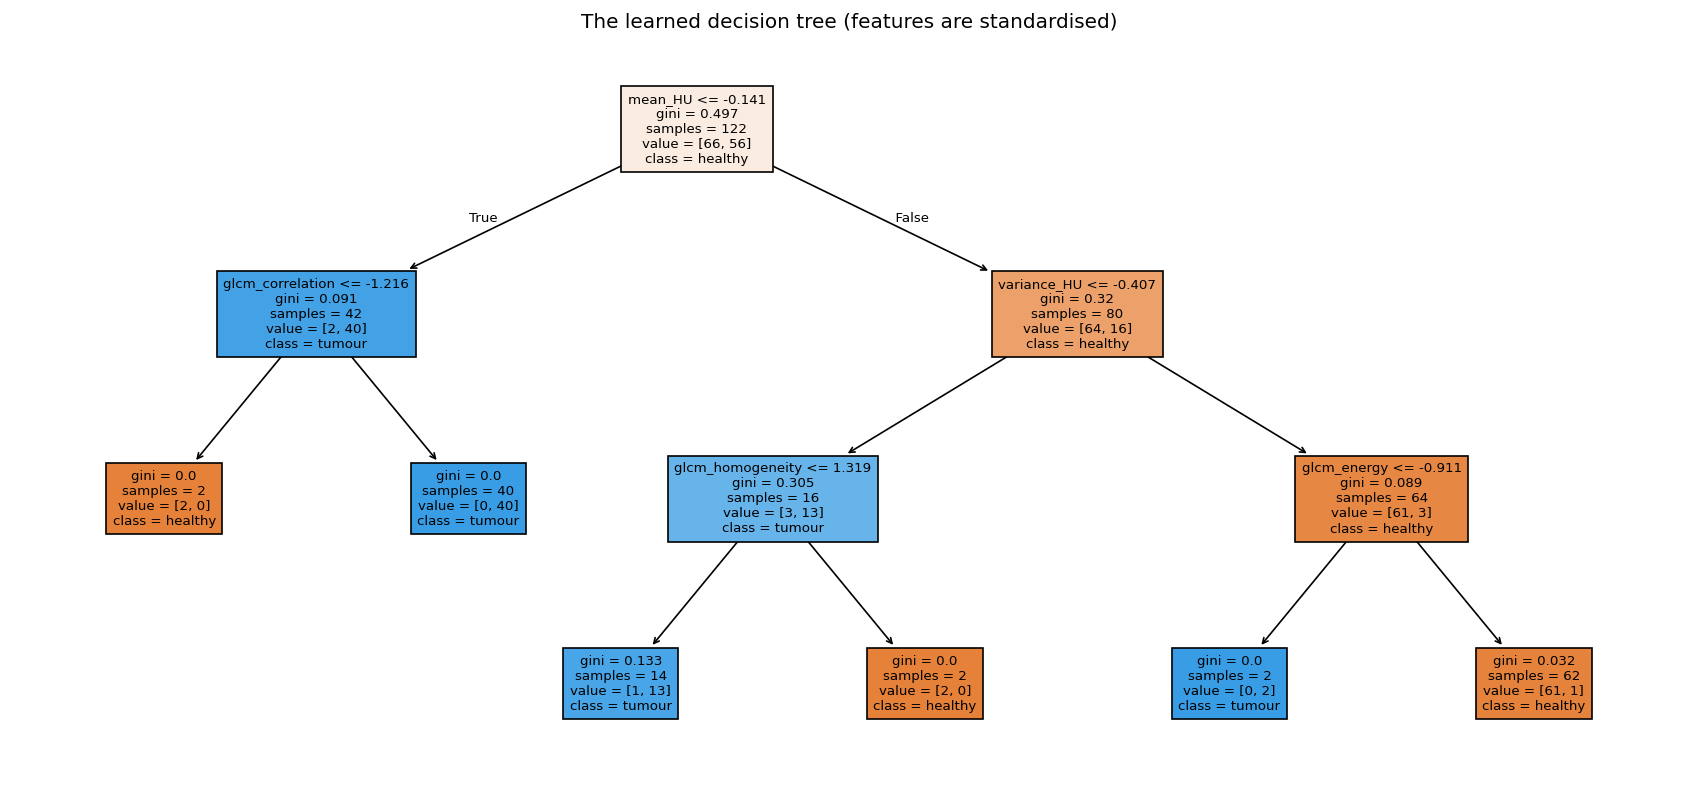 The learned decision tree (features are standardised)
mean_HU <= -0.141
gini = 0.497
samples = 122
value = [66, 56]
class = healthy
True
False
glcm_correlation <= -1.216
gini = 0.091
samples = 42
value = [2, 40]
class = tumour
variance_HU <= -0.407
gini = 0.32
samples = 80
value = [64, 16]
class = healthy
gini = 0.0
samples = 2
value = [2, 0]
class = healthy
gini = 0.0
samples = 40
value = [0, 40]
class = tumour
glcm_homogeneity <= 1.319
gini = 0.305
samples = 16
value = [3, 13]
class = tumour
glcm_energy <= -0.911
gini = 0.089
samples = 64
value = [61, 3]
class = healthy
gini = 0.133
samples = 14
value = [1, 13]
class = tumour
gini = 0.0
samples = 2
value = [2, 0]
class = healthy
gini = 0.0
samples = 2
value = [0, 2]
class = tumour
gini = 0.032
samples = 62
value = [61, 1]
class = healthy